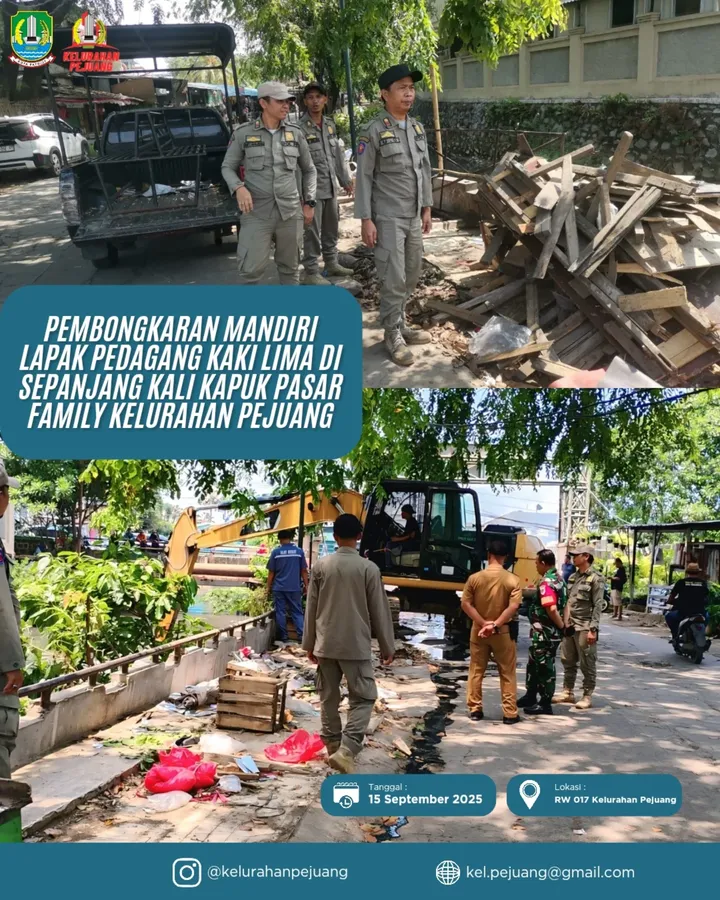 KELURAHAN
PEJUANG
PEMBONGKARAN MANDIRI
LAPAK PEDAGANG KAKI LIMA DI
SEPANJANG KALI KAPUK PASAR
FAMILY KELURAHAN PEJUANG
Tanggal :
15 September 2025
Lokasi :
RW 017 Kelurahan Pejuang
@kelurahanpejuang
kel.pejuang@gmail.com